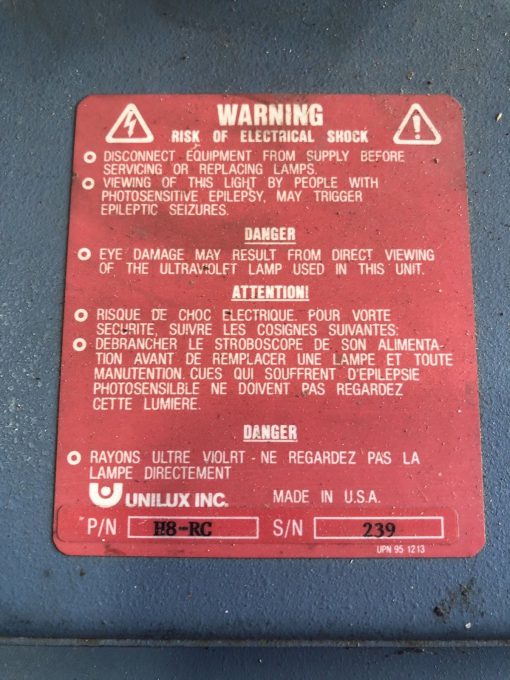 WARNING
RISK OF ELECTRICAL SHOCK
DISCONNECT EQUIPMENT FROM SUPPLY BEFORE
SERVICING OR REPLACING LAMPS.
VIEWING OF THIS LIGHT BY PEOPLE WITH
PHOTOSENSITIVE EPILEPSY, MAY TRIGGER
EPILEPTIC SEIZURES.
DANGER
EYE DAMAGE MAY RESULT FROM DIRECT VIEWING
OF THE ULTRAVIOLET LAMP USED IN THIS UNIT.
ATTENTION!
RISQUE DE CHOC ELECTRIQUE. POUR VORTE
SECURITE, SUIVRE LES COSIGNES SUIVANTES:
DEBRANCHER LE STROBOSCOPE DE SON ALIMENTA-
TION AVANT DE REMPLACER UNE LAMPE ET TOUTE
MANUTENTION. CUES QUI SOUFFRENT D'EPILEPSIE
PHOTOSENSILBLE NE DOIVENT PAS REGARDEZ
CETTE LUMIERE.
DANGER
RAYONS ULTRE VIOLRT - NE REGARDEZ PAS LA
LAMPE DIRECTEMENT
UNILUX INC. MADE IN U.S.A.
P/N H8-RC S/N 239
UPN 95 1213